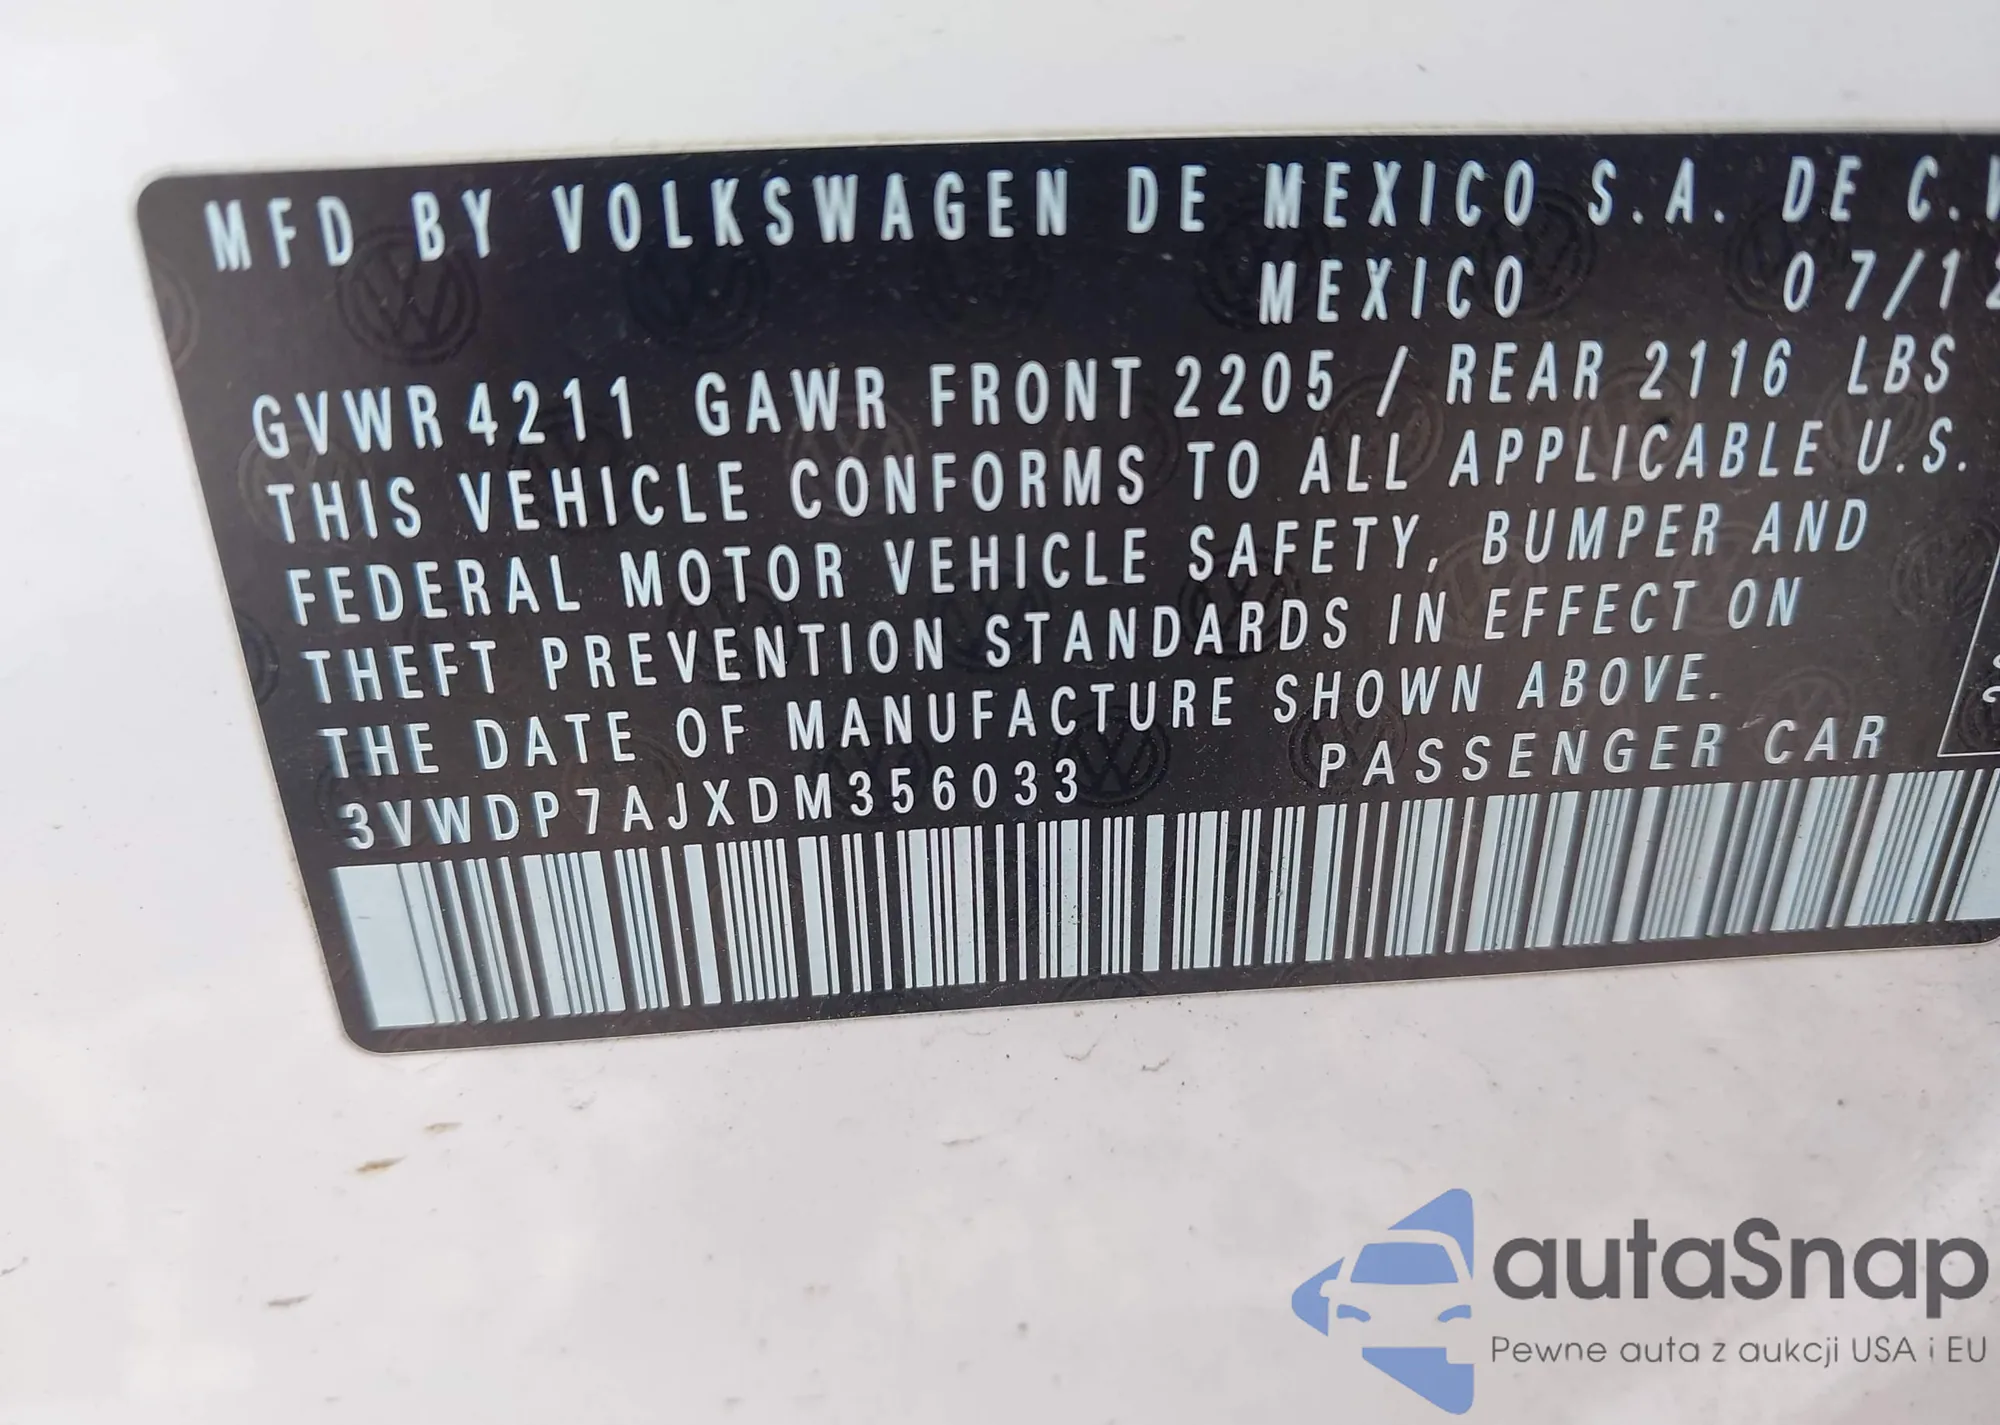 MFD BY VOLKSWAGEN DE MEXICO S.A. DE C.V
MEXICO 07/12
GVWR 4211 GAWR FRONT 2205 / REAR 2116 LBS
THIS VEHICLE CONFORMS TO ALL APPLICABLE U.S.
FEDERAL MOTOR VEHICLE SAFETY, BUMPER AND
THEFT PREVENTION STANDARDS IN EFFECT ON
THE DATE OF MANUFACTURE SHOWN ABOVE.
3VWDP7AJXDM356033 PASSENGER CAR
autaSnap
Pewne auta z aukcji USA i EU